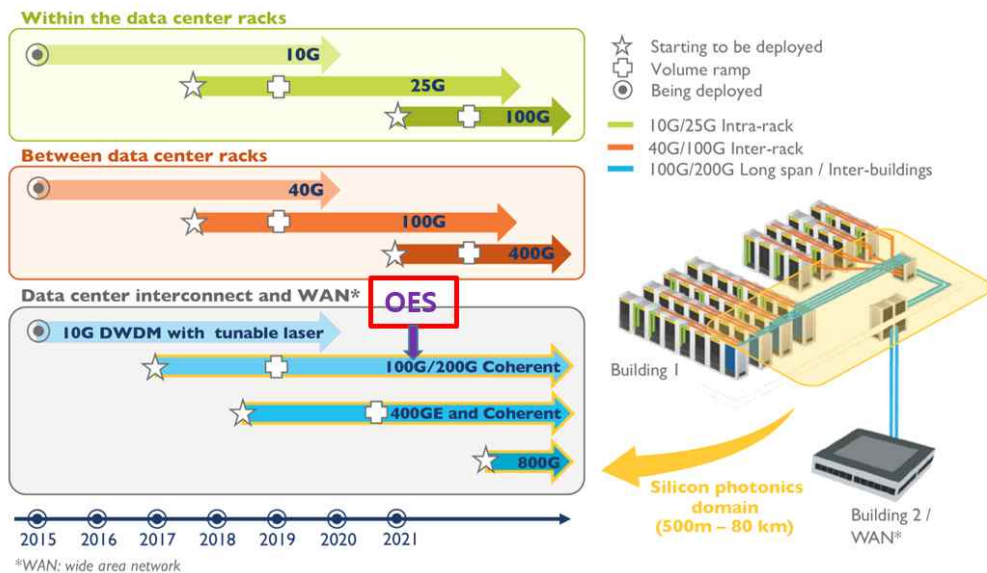 Within the data center racks
10G
25G
100G
Between data center racks
40G
100G
400G
Data center interconnect and WAN*
OES
10G DWDM with tunable laser
100G/200G Coherent
400GE and Coherent
800G
2015 2016 2017 2018 2019 2020 2021
*WAN: wide area network
Starting to be deployed
Volume ramp
Being deployed
10G/25G Intra-rack
40G/100G Inter-rack
100G/200G Long span / Inter-buildings
Building 1
Silicon photonics
domain
(500m – 80 km)
Building 2 /
WAN*